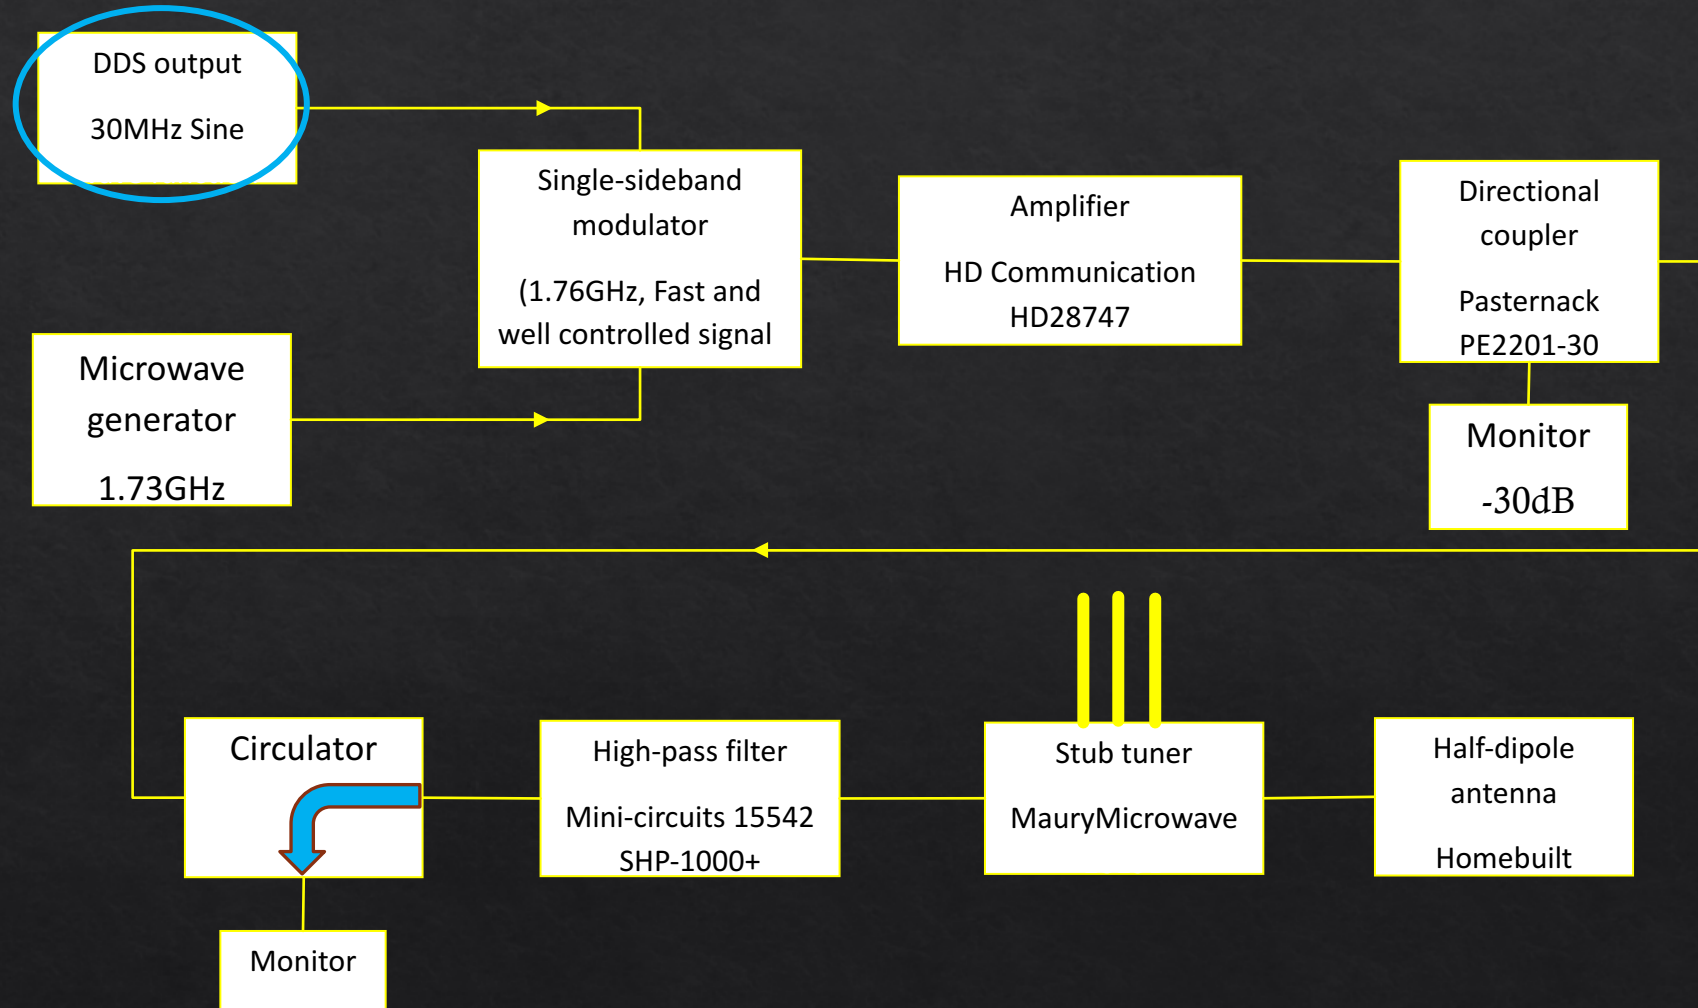 DDS output
30MHz Sine
Single-sideband
modulator
(1.76GHz, Fast and
well controlled signal
Amplifier
HD Communication
HD28747
Directional
coupler
Pasternack
PE2201-30
Microwave
generator
1.73GHz
Monitor
-30dB
Circulator
High-pass filter
Mini-circuits 15542
SHP-1000+
Stub tuner
MauryMicrowave
Half-dipole
antenna
Homebuilt
Monitor